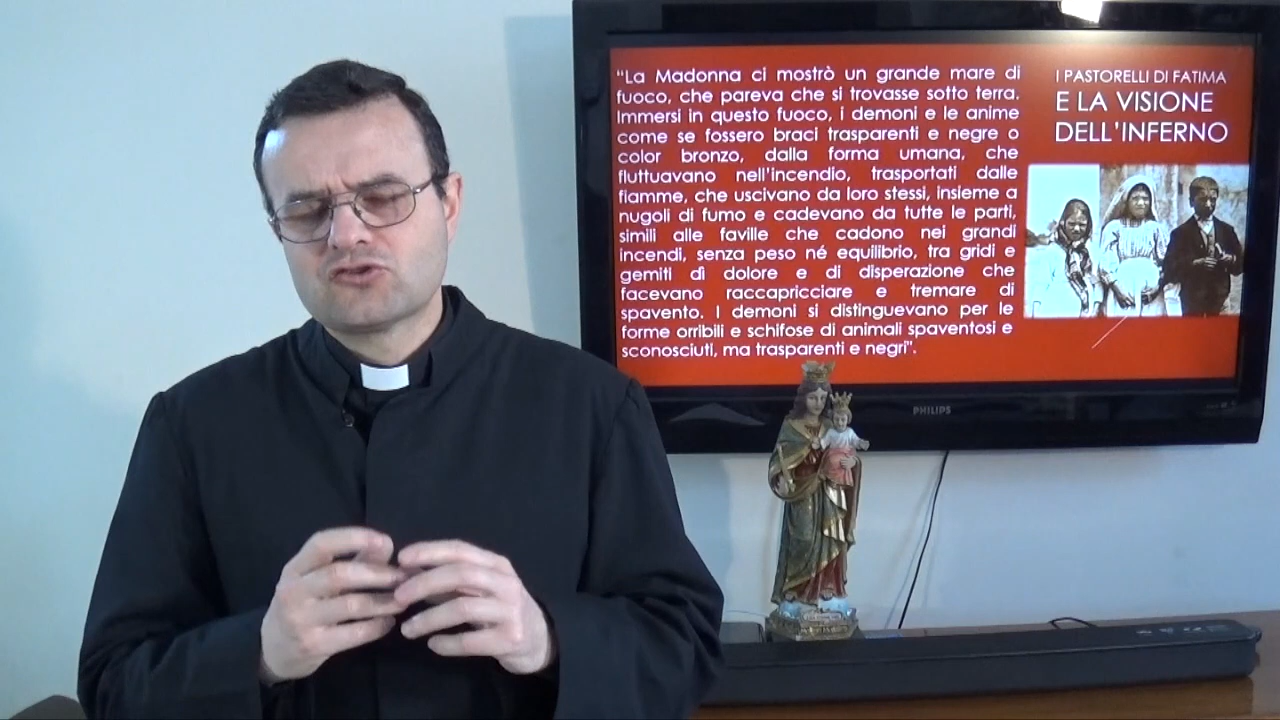 “La Madonna ci mostrò un grande mare di
fuoco, che pareva che si trovasse sotto terra.
Immersi in questo fuoco, i demoni e le anime
come se fossero braci trasparenti e negre o
color bronzo, dalla forma umana, che
fluttuavano nell’incendio, trasportati dalle
fiamme, che uscivano da loro stessi, insieme a
nugoli di fumo e cadevano da tutte le parti,
simili alle faville che cadono nei grandi
incendi, senza peso né equilibrio, tra gridi e
gemiti dì dolore e di disperazione che
facevano raccapricciare e tremare di
spavento. I demoni si distinguevano per le
forme orribili e schifose di animali spaventosi e
sconosciuti, ma trasparenti e negri”.
I PASTORELLI DI FATIMA
E LA VISIONE
DELL’INFERNO
PHILIPS